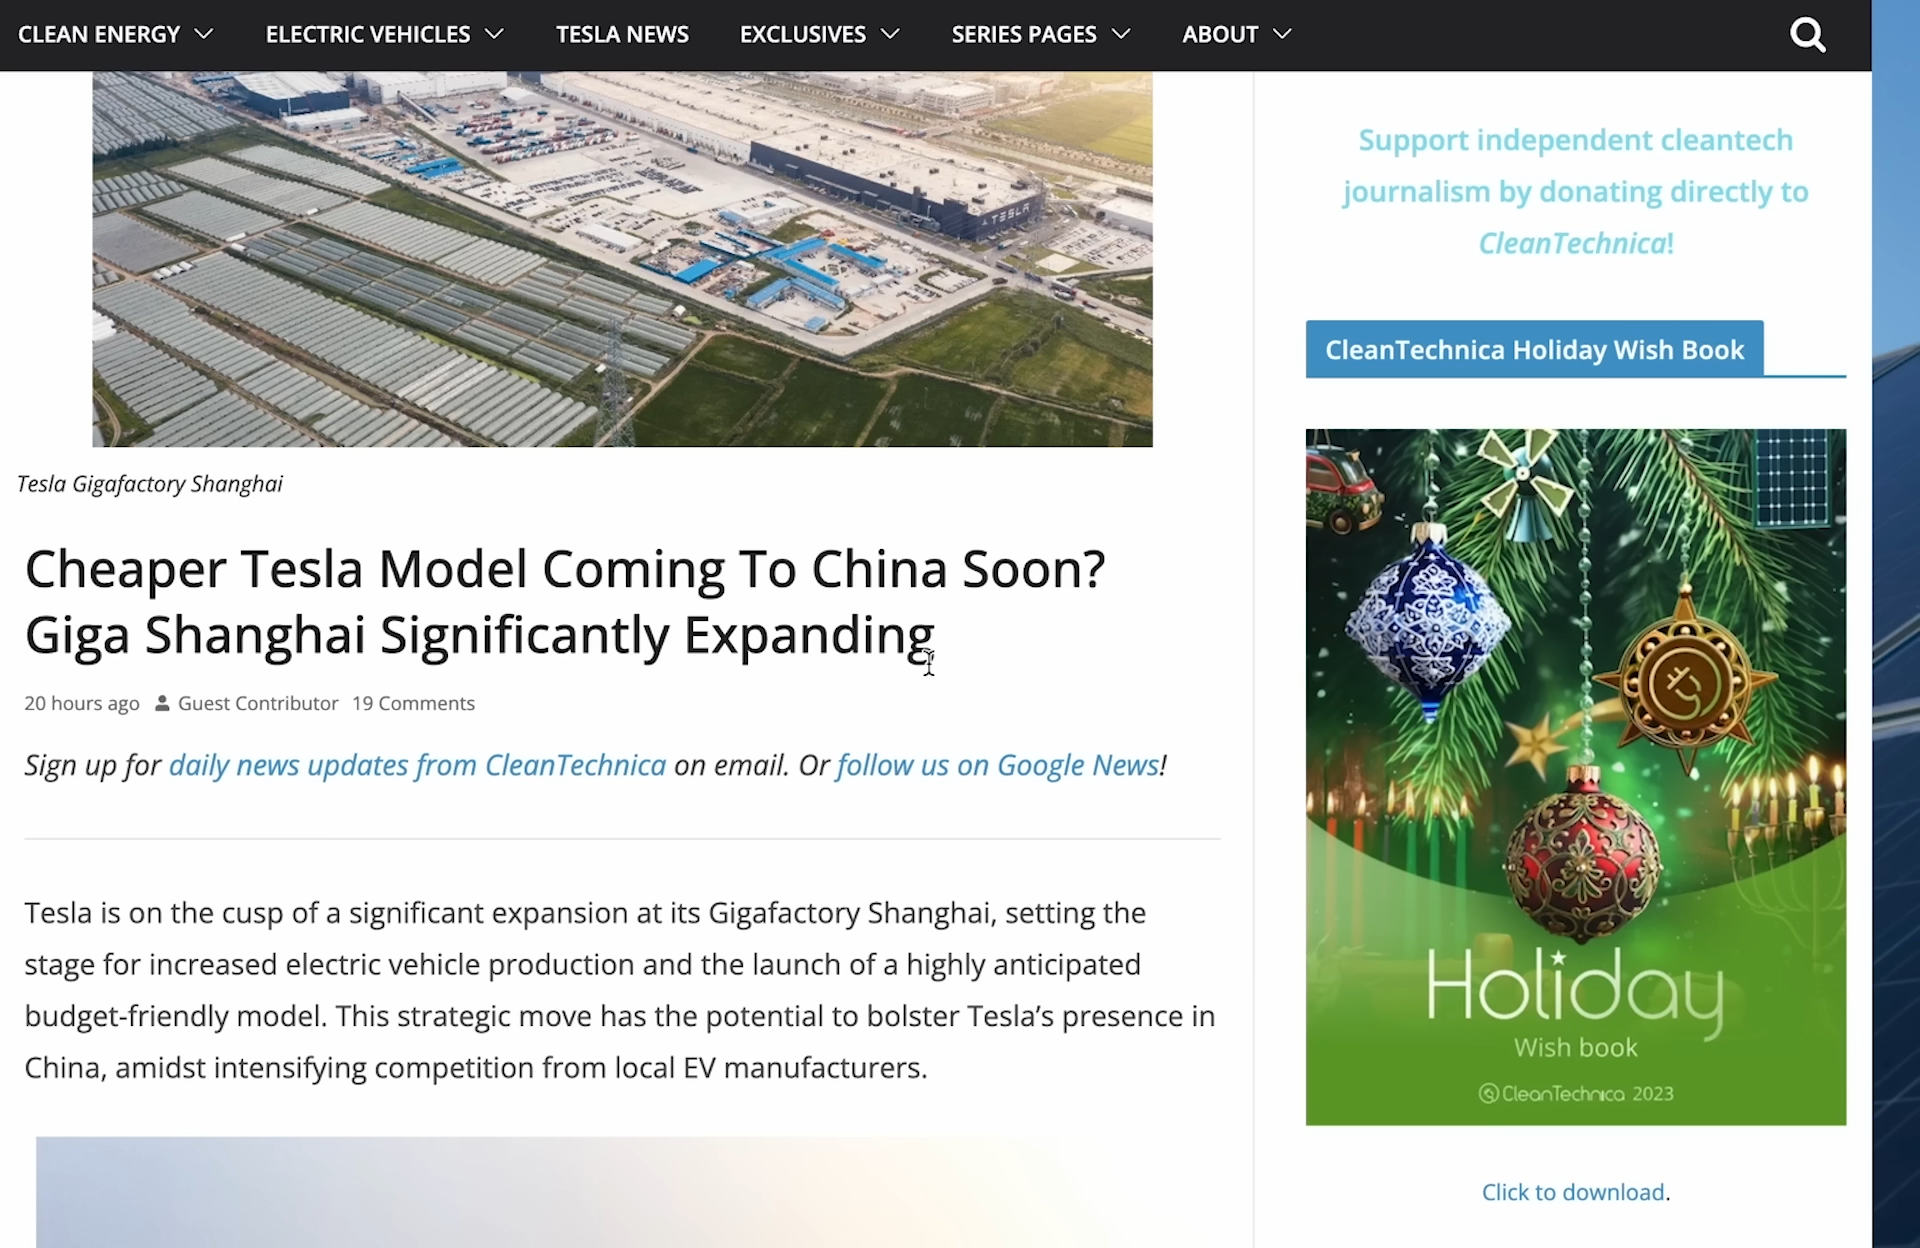 CLEAN ENERGY
ELECTRIC VEHICLES
TESLA NEWS
EXCLUSIVES
SERIES PAGES
ABOUT
TESLA
Tesla Gigafactory Shanghai
Cheaper Tesla Model Coming To China Soon?
Giga Shanghai Significantly Expanding
20 hours ago Guest Contributor 19 Comments
Sign up for daily news updates from CleanTechnica on email. Or follow us on Google News!
Tesla is on the cusp of a significant expansion at its Gigafactory Shanghai, setting the
stage for increased electric vehicle production and the launch of a highly anticipated
budget-friendly model. This strategic move has the potential to bolster Tesla’s presence in
China, amidst intensifying competition from local EV manufacturers.
Support independent cleantech
journalism by donating directly to
CleanTechnica!
CleanTechnica Holiday Wish Book
Holiday
Wish book
CleanTechnica 2023
Click to download.